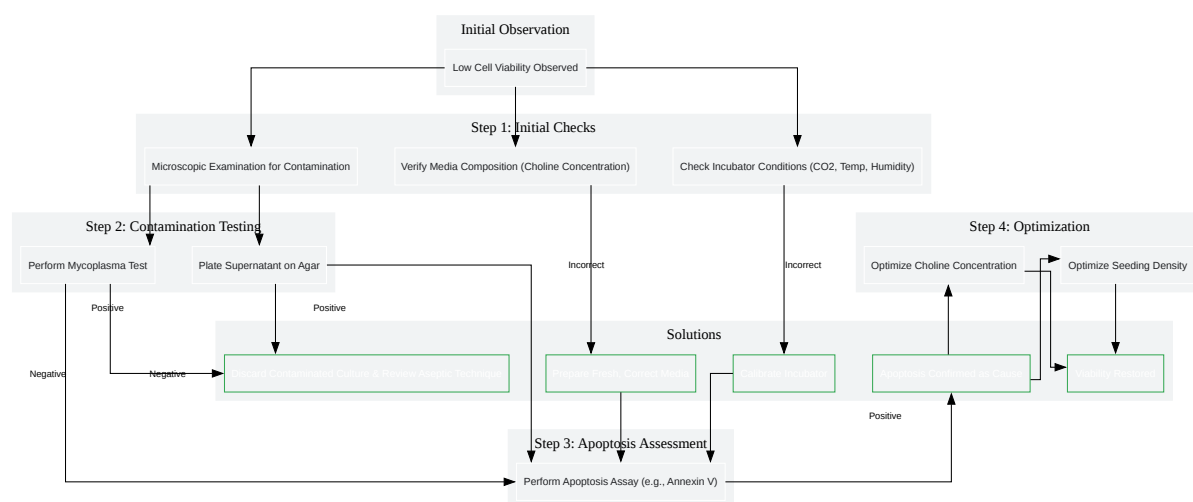 Initial Observation
Low Cell Viability Observed
Step 1: Initial Checks
Microscopic Examination for Contamination
Verify Media Composition (Choline Concentration)
Check Incubator Conditions (CO2, Temp, Humidity)
Step 2: Contamination Testing
Step 4: Optimization
Perform Mycoplasma Test
Plate Supernatant on Agar
Incorrect
Incorrect
Optimize Choline Concentration
Optimize Seeding Density
Positive
Positive
Solutions
Negative
Negative
Discard Contaminated Culture & Review Aseptic Technique
Prepare Fresh, Correct Media
Calibrate Incubator
Apoptosis Confirmed as Cause
Viability Restored
Positive
Step 3: Apoptosis Assessment
Perform Apoptosis Assay (e.g., Annexin V)